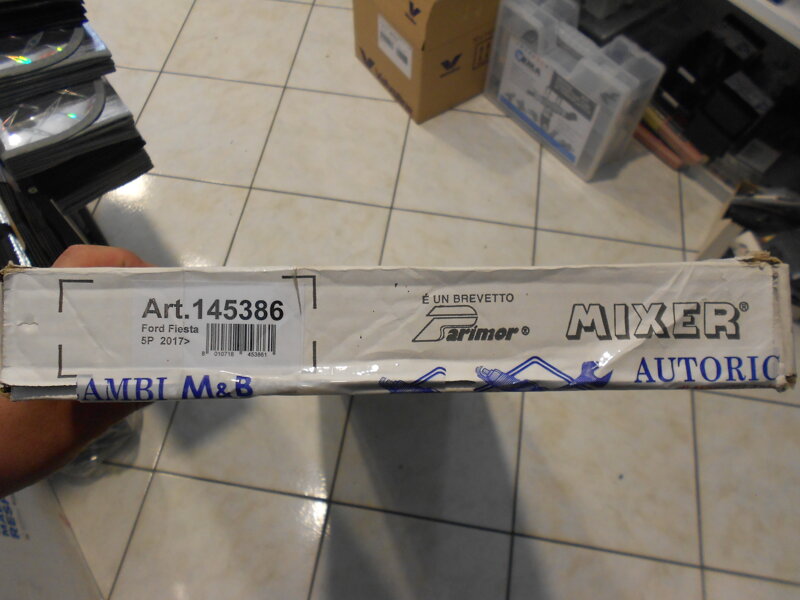 Art.145386
Ford Fiesta
5P 2017>
8 010718 453861
È UN BREVETTO
Parimor®
MIXER®
AMBI M&B
AUTORIC